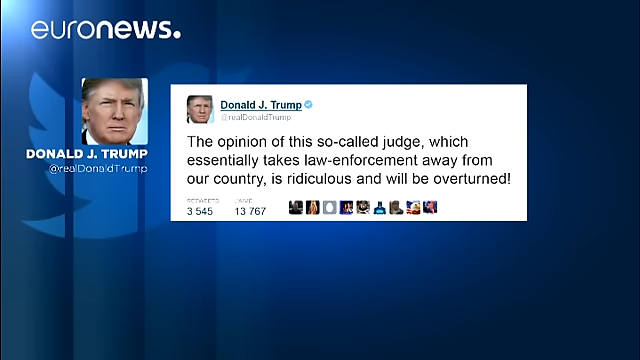 euronews.
DONALD J. TRUMP
@realDonaldTrump
Donald J. Trump
@realDonaldTrump
The opinion of this so-called judge, which
essentially takes law-enforcement away from
our country, is ridiculous and will be overturned!
RETWEETS J'AIME
3 545 13 767